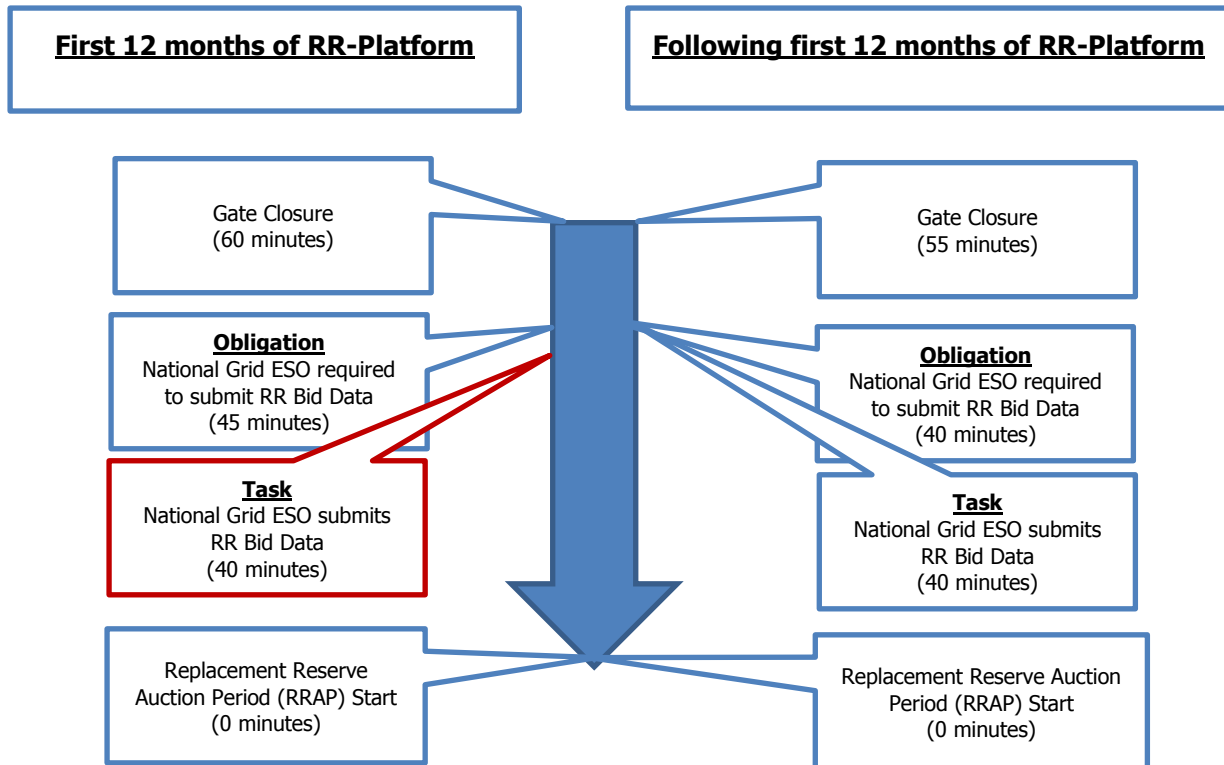 First 12 months of RR-Platform
Following first 12 months of RR-Platform
Gate Closure
(60 minutes)
Gate Closure
(55 minutes)
Obligation
National Grid ESO required
to submit RR Bid Data
(45 minutes)
Obligation
National Grid ESO required
to submit RR Bid Data
(40 minutes)
Task
National Grid ESO submits
RR Bid Data
(40 minutes)
Task
National Grid ESO submits
RR Bid Data
(40 minutes)
Replacement Reserve
Auction Period (RRAP) Start
(0 minutes)
Replacement Reserve Auction
Period (RRAP) Start
(0 minutes)